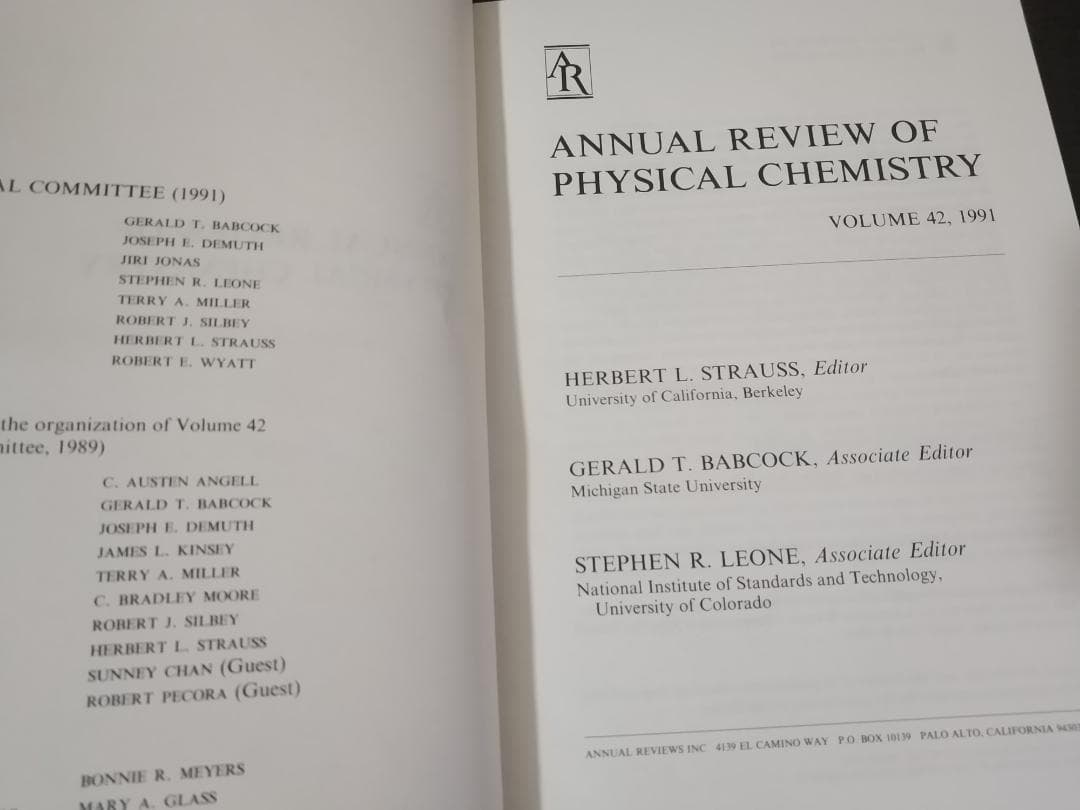 AL COMMITTEE (1991)
GERALD T. BABCOCK
JOSEPH E. DEMUTH
JIRI JONAS
STEPHEN R. LEONE
TERRY A. MILLER
ROBERT J. SILBEY
HERBERT L. STRAUSS
ROBERT E. WYATT
the organization of Volume 42
ittee, 1989)
C. AUSTEN ANGELL
GERALD T. BABCOCK
JOSEPH E. DEMUTH
JAMES L. KINSEY
TERRY A. MILLER
C. BRADLEY MOORE
ROBERT J. SILBEY
HERBERT L. STRAUSS
SUNNEY CHAN (Guest)
ROBERT PECORA (Guest)
BONNIE R. MEYERS
MARY A. GLASS
AR
ANNUAL REVIEW OF
PHYSICAL CHEMISTRY
VOLUME 42, 1991
HERBERT L. STRAUSS, Editor
University of California, Berkeley
GERALD T. BABCOCK, Associate Editor
Michigan State University
STEPHEN R. LEONE, Associate Editor
National Institute of Standards and Technology,
University of Colorado
ANNUAL REVIEWS INC 4139 EL CAMINO WAY P.O. BOX 10139 PALO ALTO, CALIFORNIA